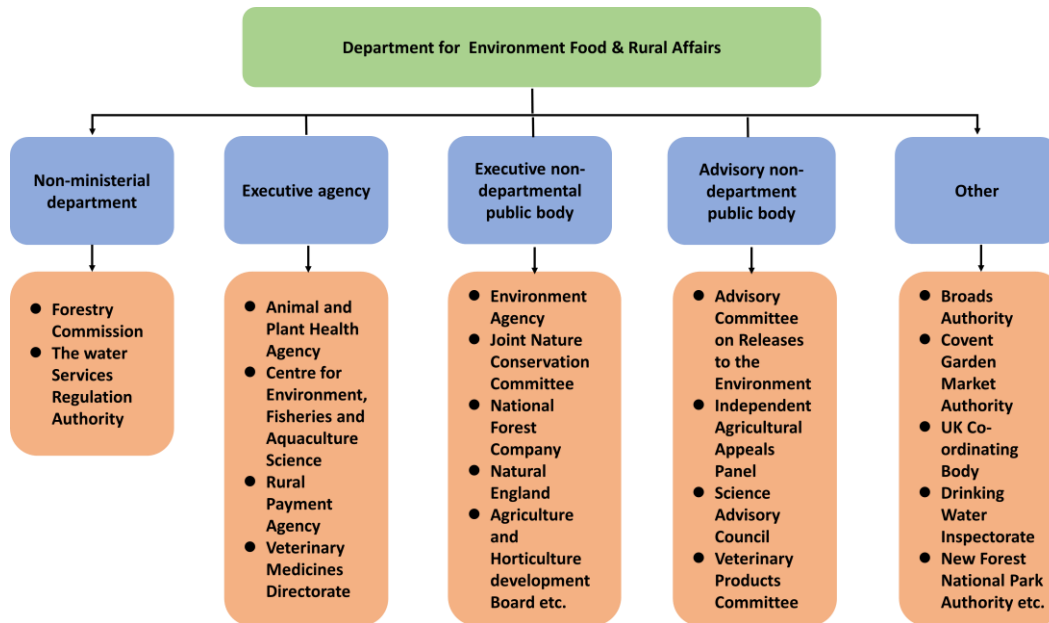 Department for Environment Food & Rural Affairs
Non-ministerial
department
Executive agency
Executive non-
departmental
public body
Advisory non-
department
public body
Other
● Forestry
Commission
● The water
Services
Regulation
Authority
● Animal and
Plant Health
Agency
● Centre for
Environment,
Fisheries and
Aquaculture
Science
● Rural
Payment
Agency
● Veterinary
Medicines
Directorate
● Environment
Agency
● Joint Nature
Conservation
Committee
● National
Forest
Company
● Natural
England
● Agriculture
and
Horticulture
development
Board etc.
● Advisory
Committee
on Releases
to the
Environment
● Independent
Agricultural
Appeals
Panel
● Science
Advisory
Council
● Veterinary
Products
Committee
● Broads
Authority
● Covent
Garden
Market
Authority
● UK Co-
ordinating
Body
● Drinking
Water
Inspectorate
● New Forest
National Park
Authority etc.